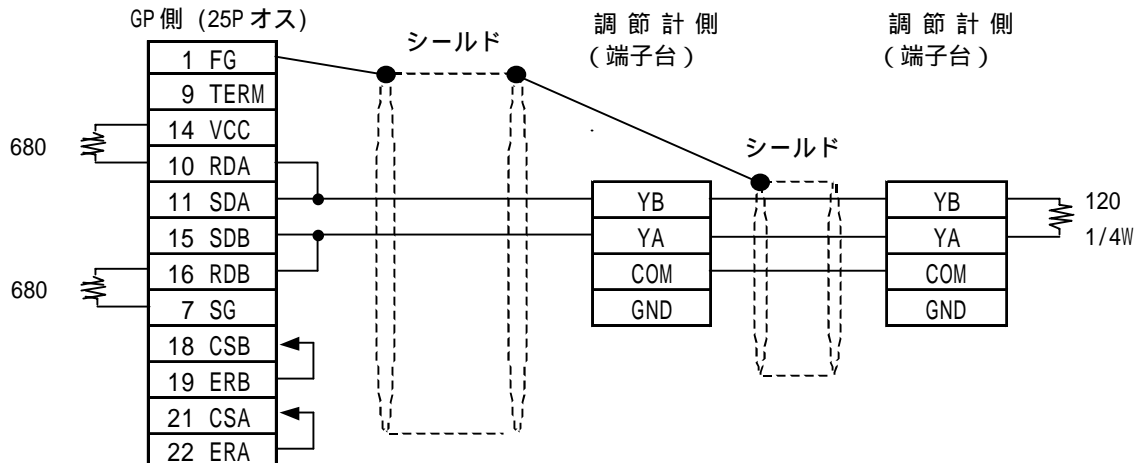 GP側 (25Pオス)
シールド
調節計側
(端子台)
調節計側
(端子台)
1 FG
9 TERM
14 VCC
10 RDA
11 SDA
15 SDB
16 RDB
7 SG
18 CSB
19 ERB
21 CSA
22 ERA
680
680
シールド
YB
YA
COM
GND
YB
YA
COM
GND
120
1/4W